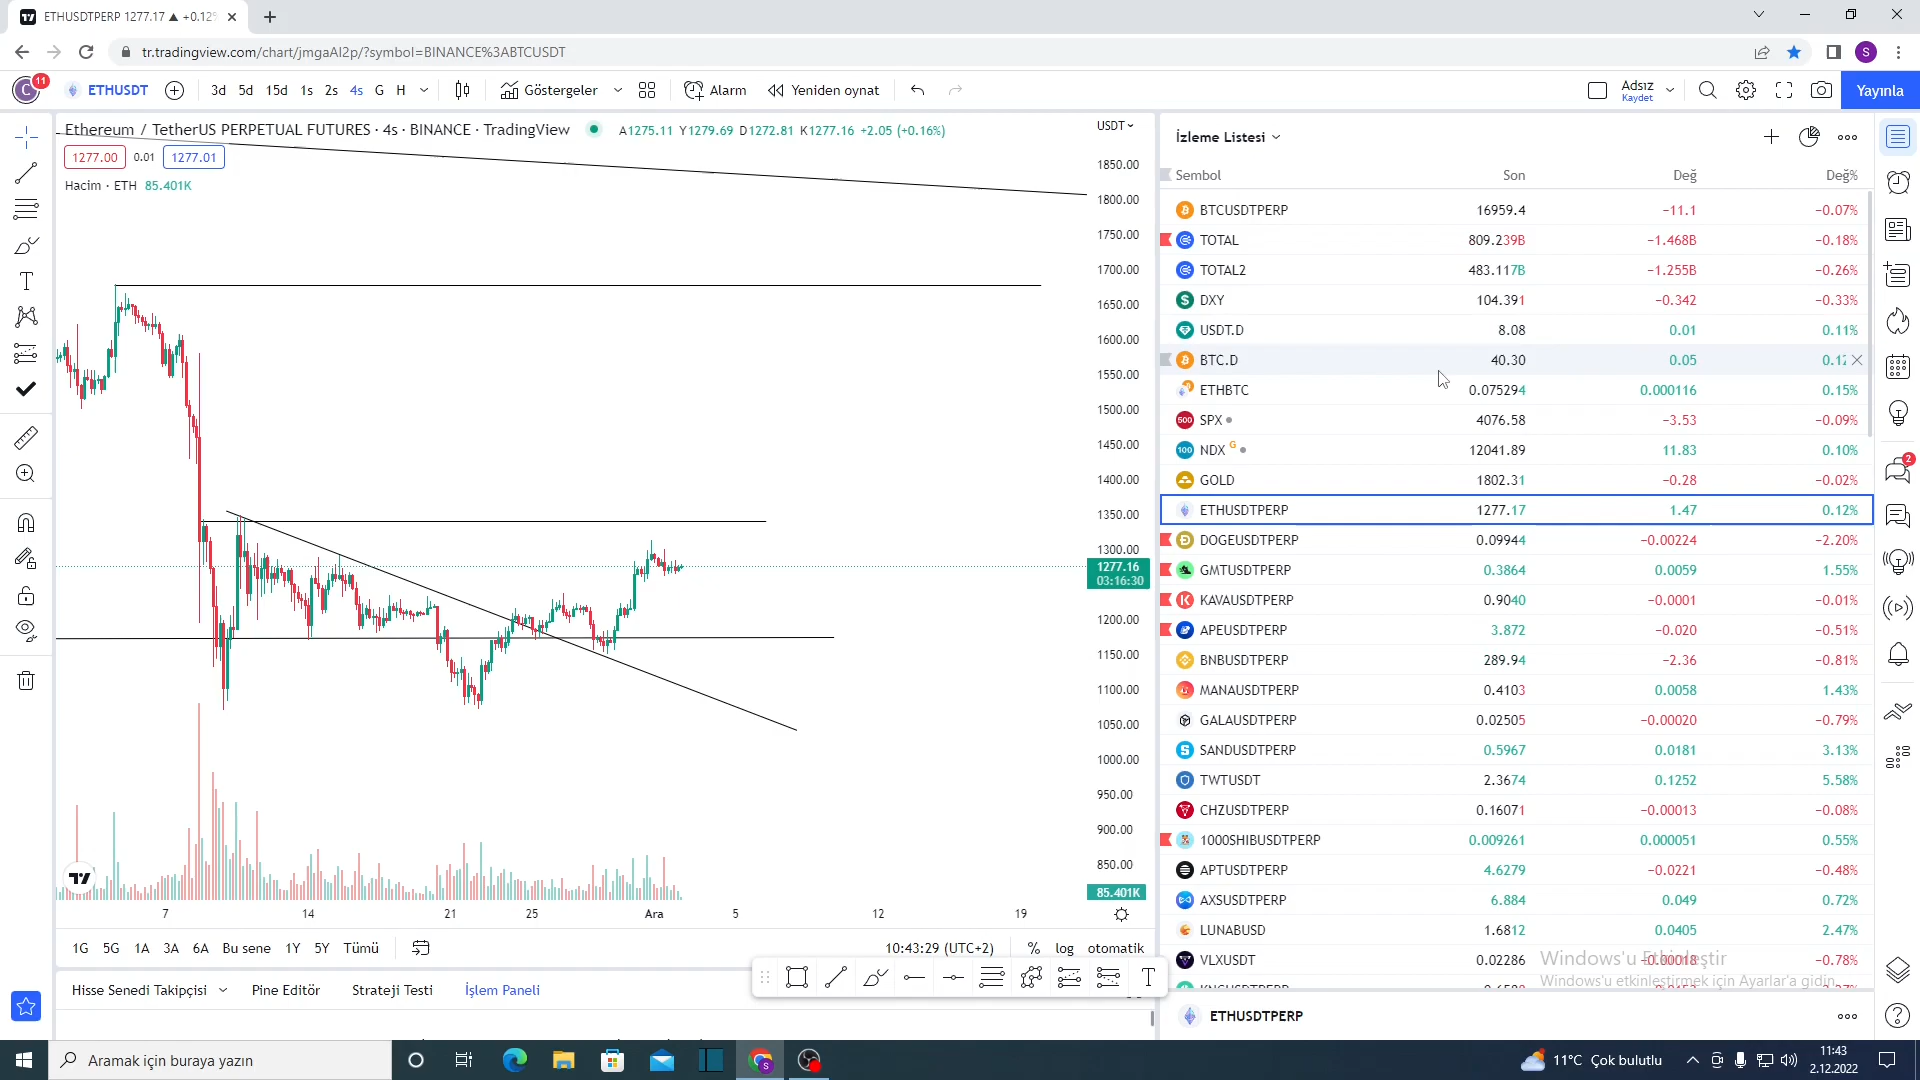 ETHUSDTPERP 1277.17 ▲ +0.12%
tr.tradingview.com/chart/jmgaAI2p/?symbol=BINANCE%3ABTCUSDT
S
C 11
ETHUSDT
3d 5d 15d 1s 2s 4s G H
Göstergeler
Alarm
Yeniden oynat
Adsız
Kaydet
Yayınla
Ethereum / TetherUS PERPETUAL FUTURES · 4s · BINANCE · TradingView
A1275.11 Y1279.69 D1272.81 K1277.16 +2.05 (+0.16%)
1277.00 0.01 1277.01
Hacim · ETH 85.401K
USDT
1850.00
1800.00
1750.00
1700.00
1650.00
1600.00
1550.00
1500.00
1450.00
1400.00
1350.00
1300.00
1277.16
03:16:30
1200.00
1150.00
1100.00
1050.00
1000.00
950.00
900.00
850.00
85.401K
7 14 21 25 Ara 5 12 19
1G 5G 1A 3A 6A Bu sene 1Y 5Y Tümü
10:43:29 (UTC+2) % log otomatik
Hisse Senedi Takipçisi Pine Editör Strateji Testi İşlem Paneli
İzleme Listesi
Sembol Son Değ Değ%
BTCUSDTPERP 16959.4 −11.1 −0.07%
TOTAL 809.239B −1.468B −0.18%
TOTAL2 483.117B −1.255B −0.26%
DXY 104.391 −0.342 −0.33%
USDT.D 8.08 0.01 0.11%
BTC.D 40.30 0.05
ETHBTC 0.075294 0.000116 0.15%
500 SPX 4076.58 −3.53 −0.09%
100 NDX G 12041.89 11.83 0.10%
GOLD 1802.31 −0.28 −0.02%
ETHUSDTPERP 1277.17 1.47 0.12%
DOGEUSDTPERP 0.09944 −0.00224 −2.20%
GMTUSDTPERP 0.3864 0.0059 1.55%
KAVAUSDTPERP 0.9040 −0.0001 −0.01%
APEUSDTPERP 3.872 −0.020 −0.51%
BNBUSDTPERP 289.94 −2.36 −0.81%
MANAUSDTPERP 0.4103 0.0058 1.43%
GALAUSDTPERP 0.02505 −0.00020 −0.79%
SANDUSDTPERP 0.5967 0.0181 3.13%
TWTUSDT 2.3674 0.1252 5.58%
CHZUSDTPERP 0.16071 −0.00013 −0.08%
1000SHIBUSDTPERP 0.009261 0.000051 0.55%
APTUSDTPERP 4.6279 −0.0221 −0.48%
AXSUSDTPERP 6.884 0.049 0.72%
LUNABUSD 1.6812 0.0405 2.47%
VLXUSDT 0.02286 −0.00018 −0.78%
Windows'u Etkinleştir
Windows'u etkinleştirmek için Ayarlar'a gidin.
ETHUSDTPERP
2
Aramak için buraya yazın
11°C Çok bulutlu
11:43
2.12.2022